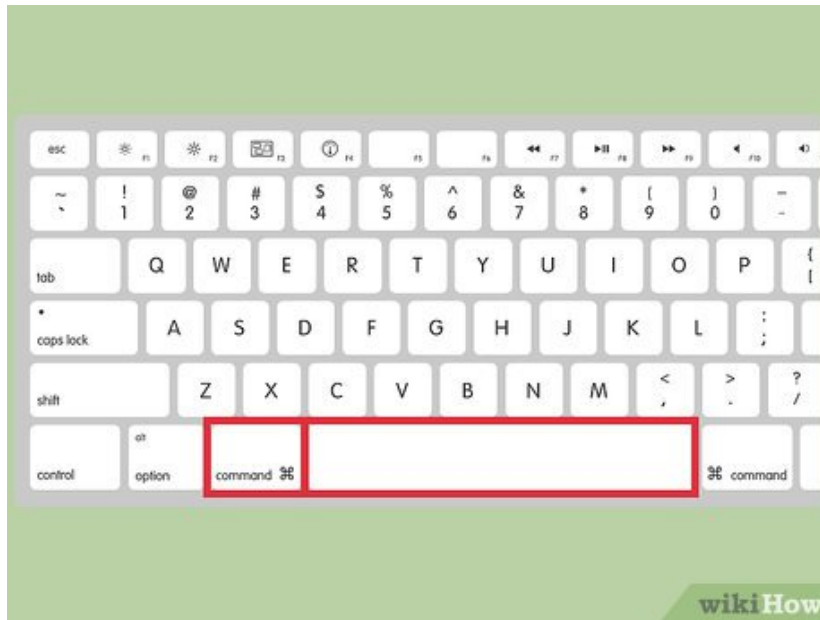 esc F1 F2 F3 F4 F5 F6 F7 F8 F9 F10
~ ! @ # $ % ^ & * ( ) –
` 1 2 3 4 5 6 7 8 9 0 -
tab Q W E R T Y U I O P { [
caps lock A S D F G H J K L : ;
shift Z X C V B N M < , > . ? /
alt
control option command ⌘ ⌘ command
wikiHow